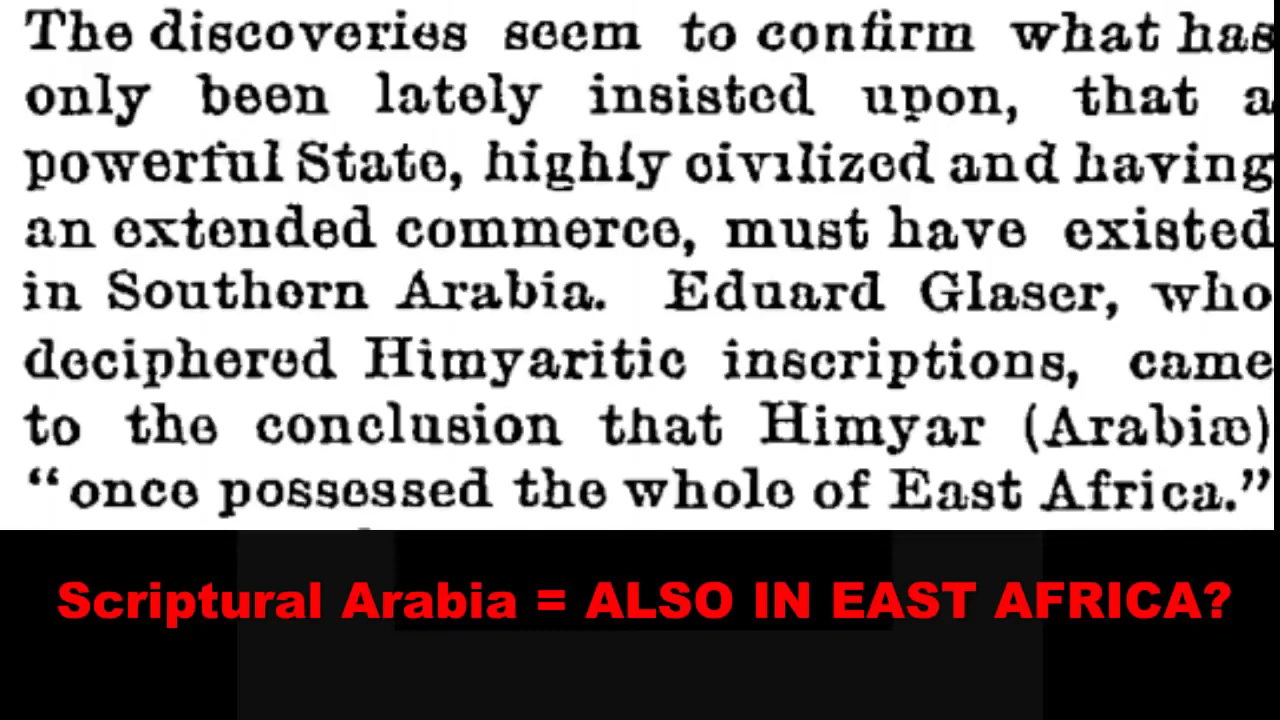 The discoveries seem to confirm what has
only been lately insisted upon, that a
powerful State, highly civilized and having
an extended commerce, must have existed
in Southern Arabia. Eduard Glaser, who
deciphered Himyaritic inscriptions, came
to the conclusion that Himyar (Arabiæ)
“once possessed the whole of East Africa.”
Scriptural Arabia = ALSO IN EAST AFRICA?